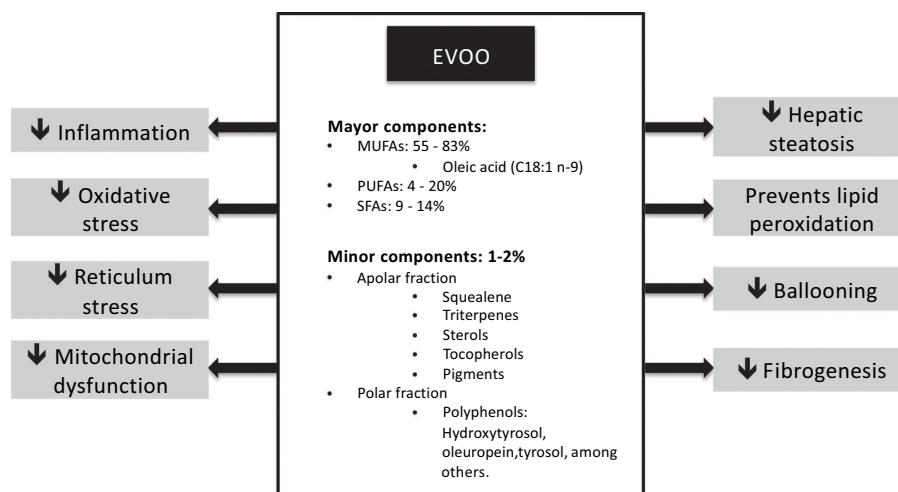 EVOO
↓ Inflammation
↓ Oxidative
stress
↓ Reticulum
stress
↓ Mitochondrial
dysfunction
Mayor components:
• MUFAs: 55 - 83%
• Oleic acid (C18:1 n-9)
• PUFAs: 4 - 20%
• SFAs: 9 - 14%
Minor components: 1-2%
• Apolar fraction
• Squalene
• Triterpenes
• Sterols
• Tocopherols
• Pigments
• Polar fraction
• Polyphenols:
Hydroxytyrosol,
oleuropein,tyrosol, among
others.
↓ Hepatic
steatosis
Prevents lipid
peroxidation
↓ Ballooning
↓ Fibrogenesis